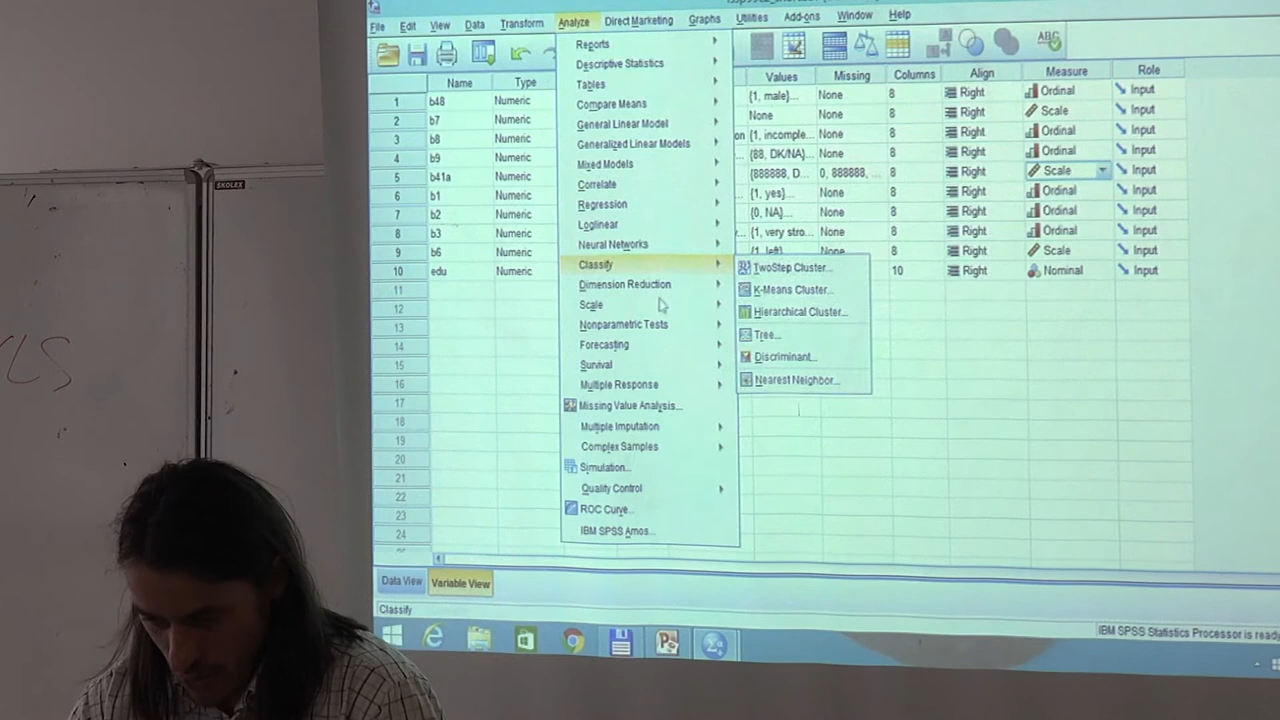 File Edit View Data Transform Analyze Direct Marketing Graphs Utilities Add-ons Window Help
Name Type Values Missing Columns Align Measure Role
1 b48 Numeric {1, male}... None 8 Right Ordinal Input
2 b7 Numeric None None 8 Right Scale Input
3 b8 Numeric on {1, incomple... None 8 Right Ordinal Input
4 b9 Numeric ... {88, DK/NA}... None 8 Right Ordinal Input
5 b41a Numeric {888888, D... 0, 888888, ... 8 Right Scale Input
6 b1 Numeric {1, yes}... None 8 Right Ordinal Input
7 b2 Numeric {0, NA}... None 8 Right Ordinal Input
8 b3 Numeric {1, very stro... None 8 Right Ordinal Input
9 b6 Numeric {1, left}... None 8 Right Scale Input
10 edu Numeric 10 Right Nominal Input
11
12
13
14
15
16
17
18
19
20
21
22
23
24
Reports
Descriptive Statistics
Tables
Compare Means
General Linear Model
Generalized Linear Models
Mixed Models
Correlate
Regression
Loglinear
Neural Networks
Classify
Dimension Reduction
Scale
Nonparametric Tests
Forecasting
Survival
Multiple Response
Missing Value Analysis...
Multiple Imputation
Complex Samples
Simulation...
Quality Control
ROC Curve...
IBM SPSS Amos...
TwoStep Cluster...
K-Means Cluster...
Hierarchical Cluster...
Tree...
Discriminant...
Nearest Neighbor...
Data View Variable View
Classify
IBM SPSS Statistics Processor is ready
ŠKOLEX